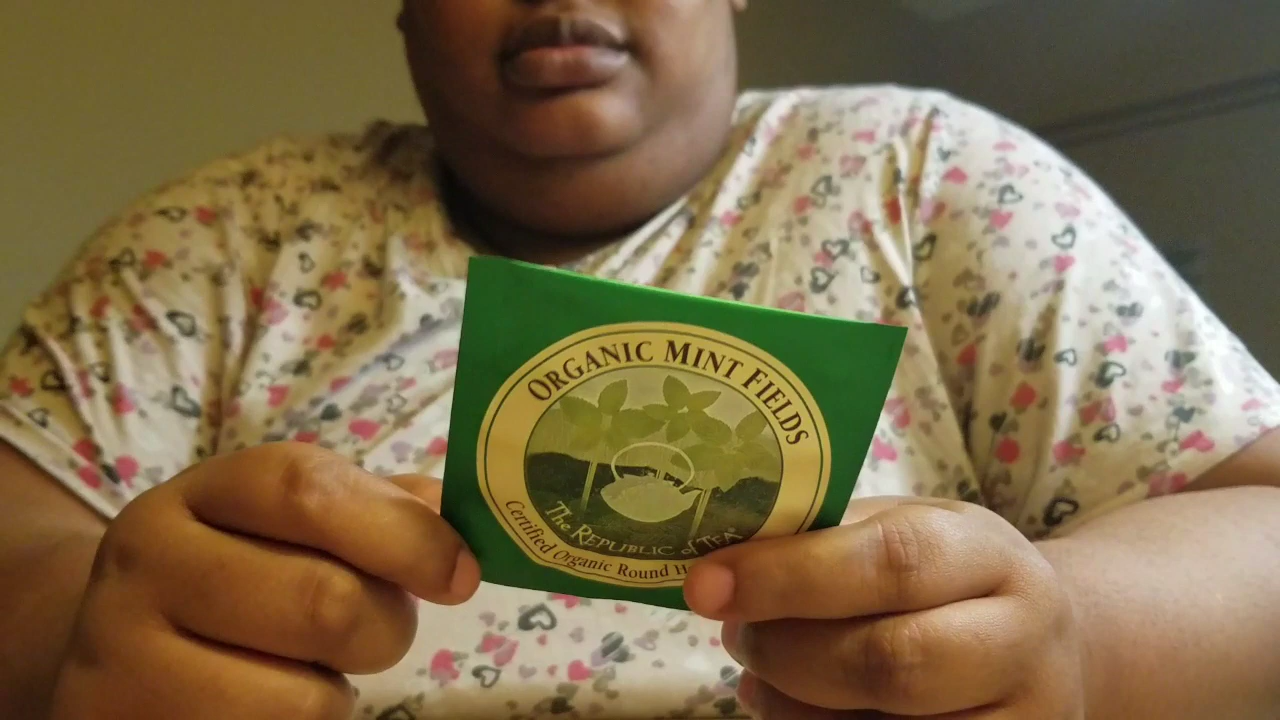 ORGANIC MINT FIELDS
The REPUBLIC of TEA®
Certified Organic Round